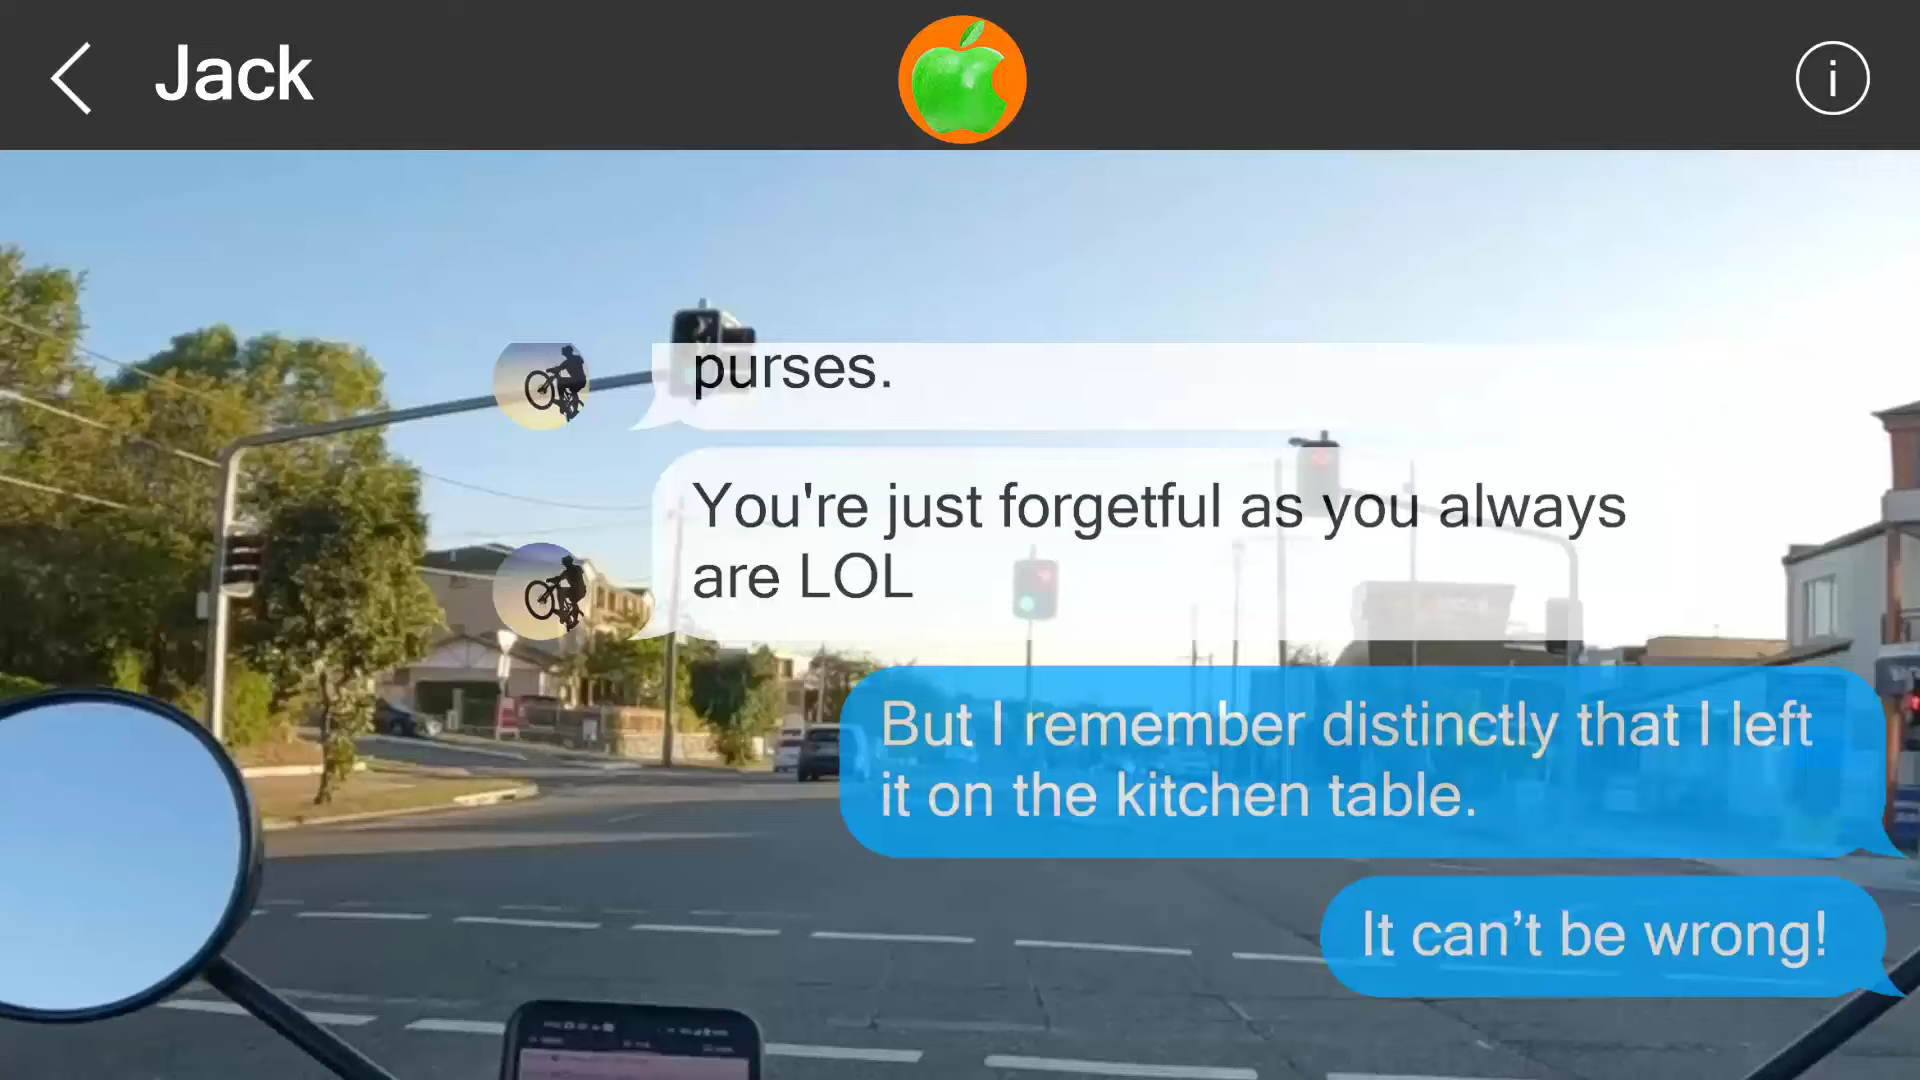 Jack
i
purses.
You're just forgetful as you always
are LOL
But I remember distinctly that I left
it on the kitchen table.
It can’t be wrong!